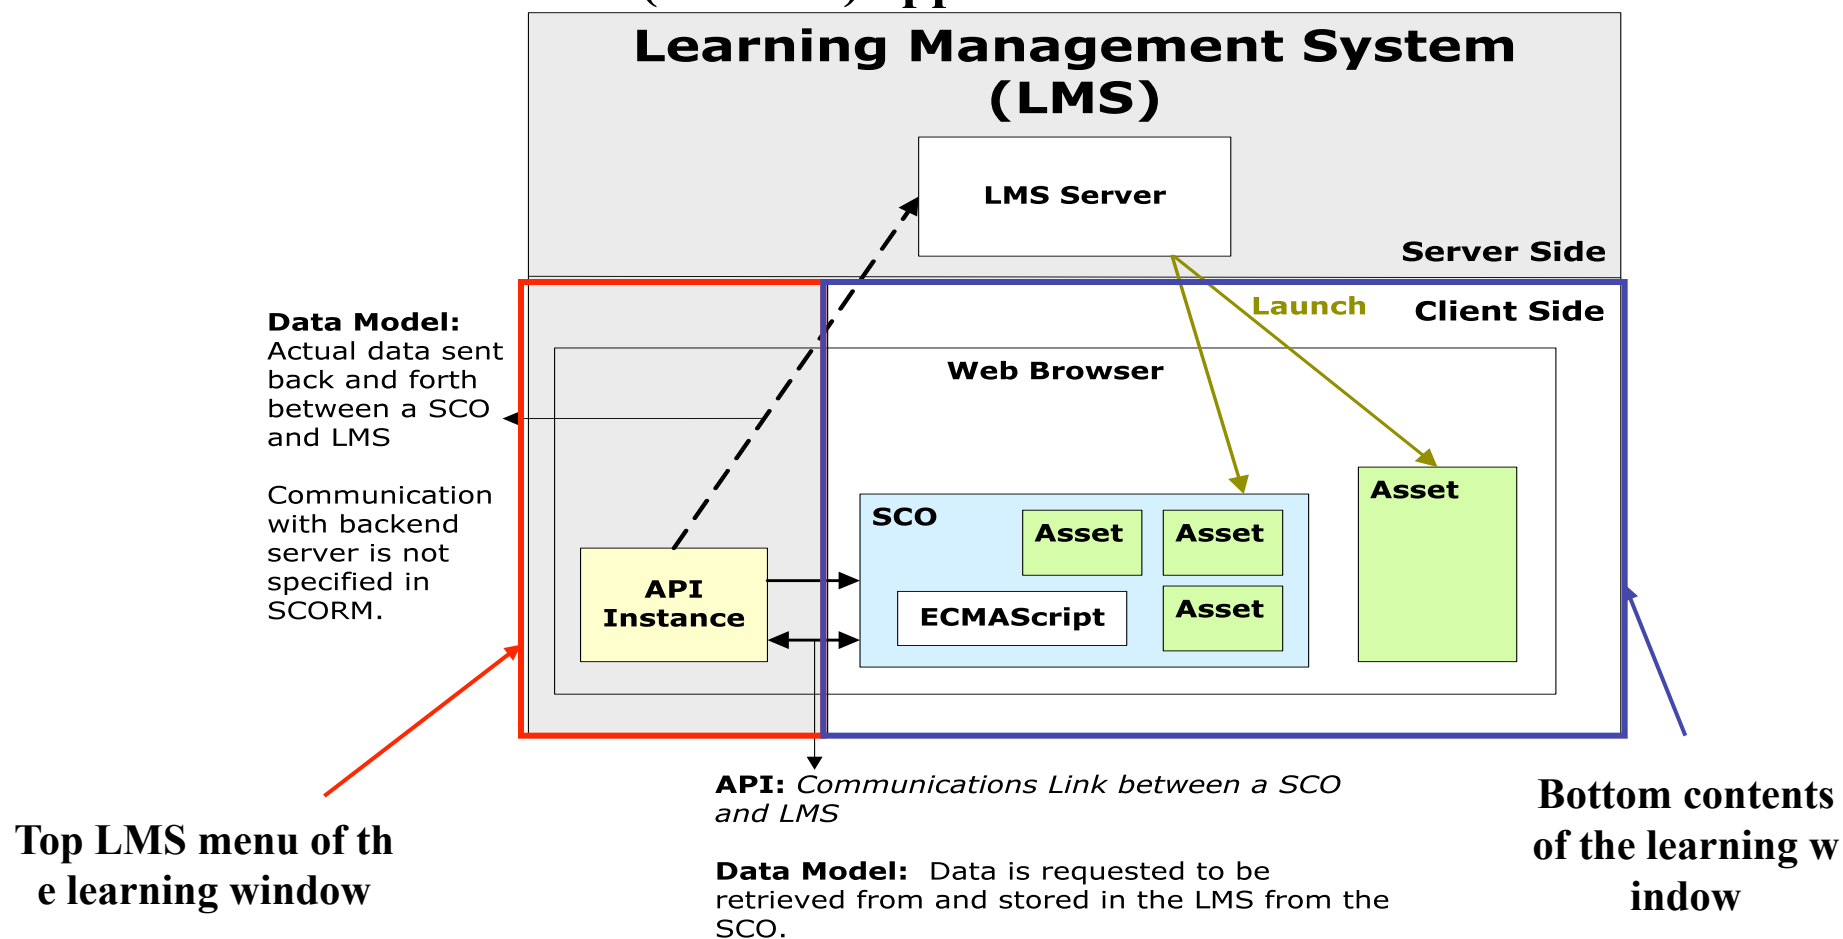 Learning Management System
(LMS)
LMS Server
Server Side
Client Side
Launch
Web Browser
Data Model:
Actual data sent
back and forth
between a SCO
and LMS
Communication
with backend
server is not
specified in
SCORM.
SCO
Asset
Asset
Asset
Asset
ECMAScript
API
Instance
API: Communications Link between a SCO
and LMS
Data Model: Data is requested to be
retrieved from and stored in the LMS from the
SCO.
Top LMS menu of th
e learning window
Bottom contents
of the learning w
indow